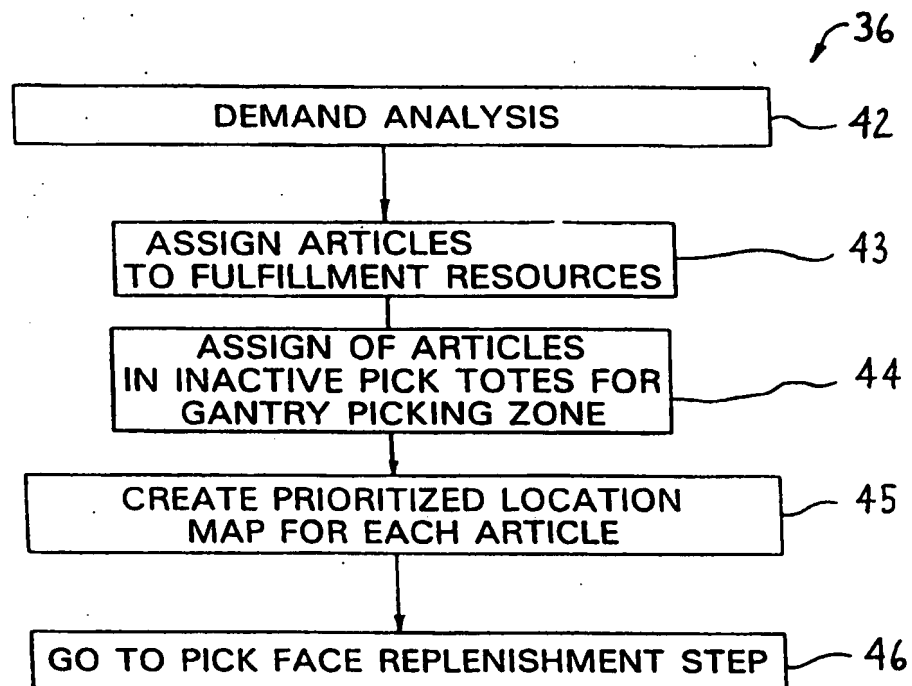 36
DEMAND ANALYSIS
42
ASSIGN ARTICLES
TO FULFILLMENT RESOURCES
43
ASSIGN OF ARTICLES
IN INACTIVE PICK TOTES FOR
GANTRY PICKING ZONE
44
CREATE PRIORITIZED LOCATION
MAP FOR EACH ARTICLE
45
GO TO PICK FACE REPLENISHMENT STEP
46